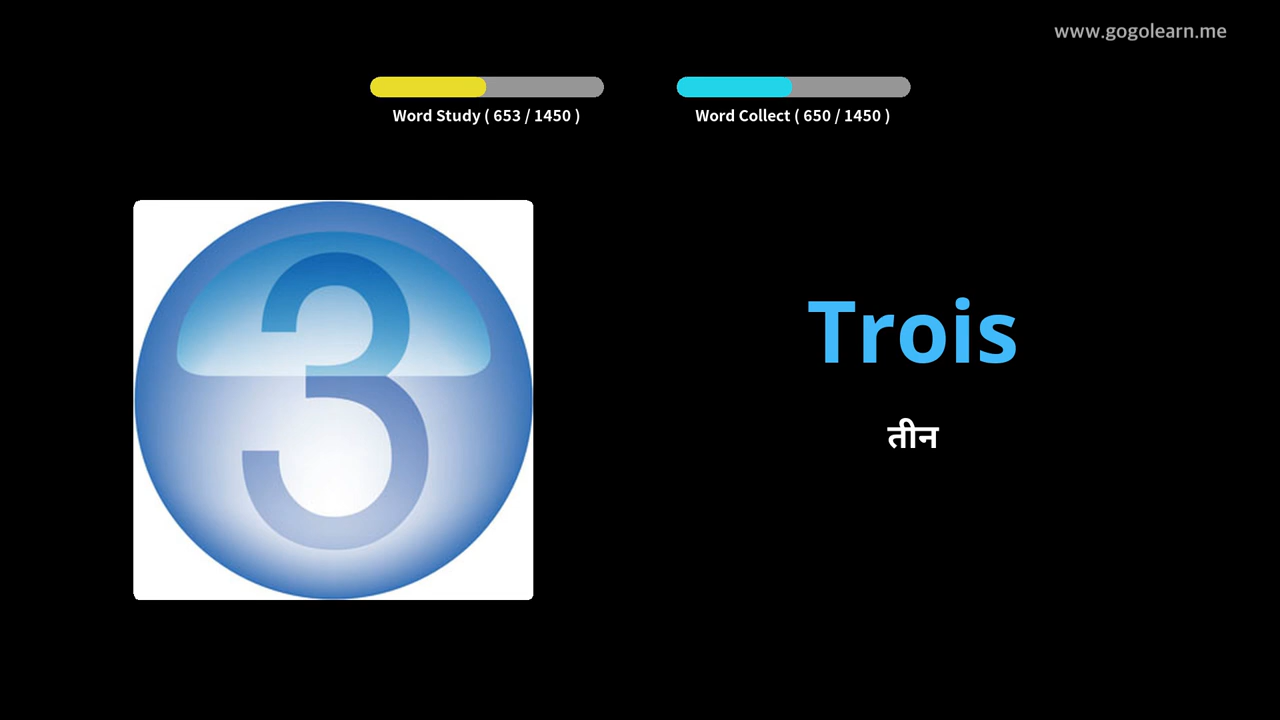 www.gogolearn.me
Word Study ( 653 / 1450 )
Word Collect ( 650 / 1450 )
3
Trois
तीन